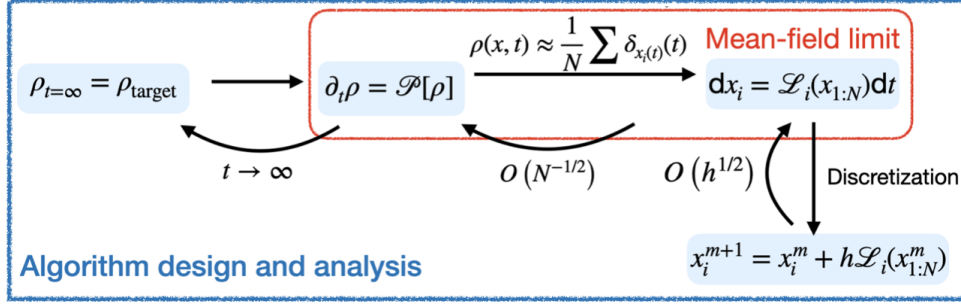 ρ(x, t) ≈ 1/N ∑ δ_{x_i(t)}(t)
Mean-field limit
ρ_{t=∞} = ρ_target
∂_tρ = 𝒫[ρ]
dx_i = ℒ_i(x_{1:N})dt
t → ∞
O (N^{-1/2})
O (h^{1/2})
Discretization
Algorithm design and analysis
x_i^{m+1} = x_i^m + hℒ_i(x_{1:N}^m)